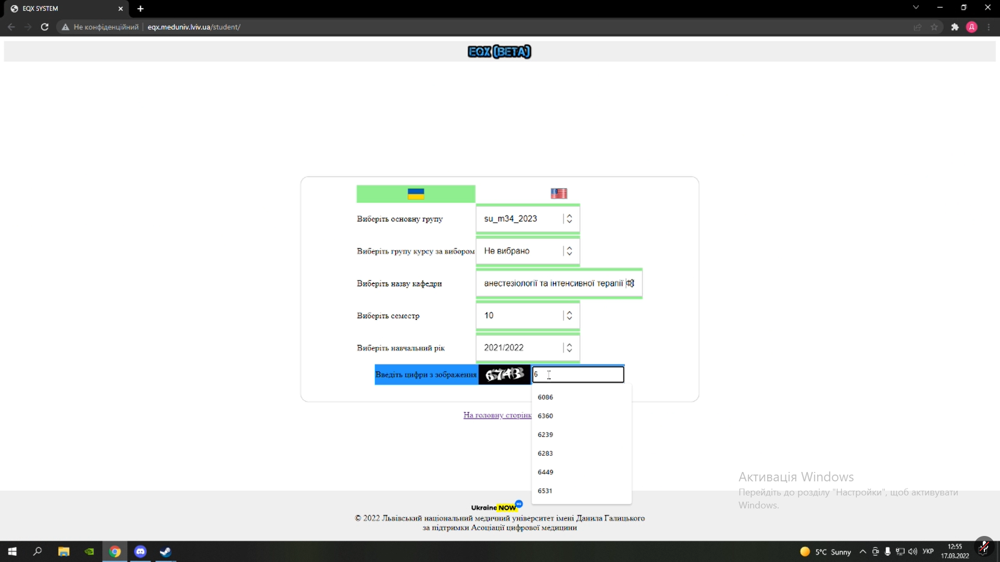 EQX SYSTEM
Не конфіденційний
eqx.meduniv.lviv.ua/student/
Д
EQX (BETA)
Виберіть основну групу
su_m34_2023
Виберіть групу курсу за вибором
Не вибрано
Виберіть назву кафедри
анестезіології та інтенсивної терапії
Виберіть семестр
10
Виберіть навчальний рік
2021/2022
Введіть цифри з зображення
6743
6
6086
На головну сторінк
6360
6239
6283
6449
6531
Активація Windows
Перейдіть до розділу "Настройки", щоб активувати
Windows.
Ukraine NOW
© 2022 Львівський національний медичний університет імені Данила Галицького
за підтримки Асоціації цифрової медицини
5°C Sunny
УКР
12:55
17.03.2022